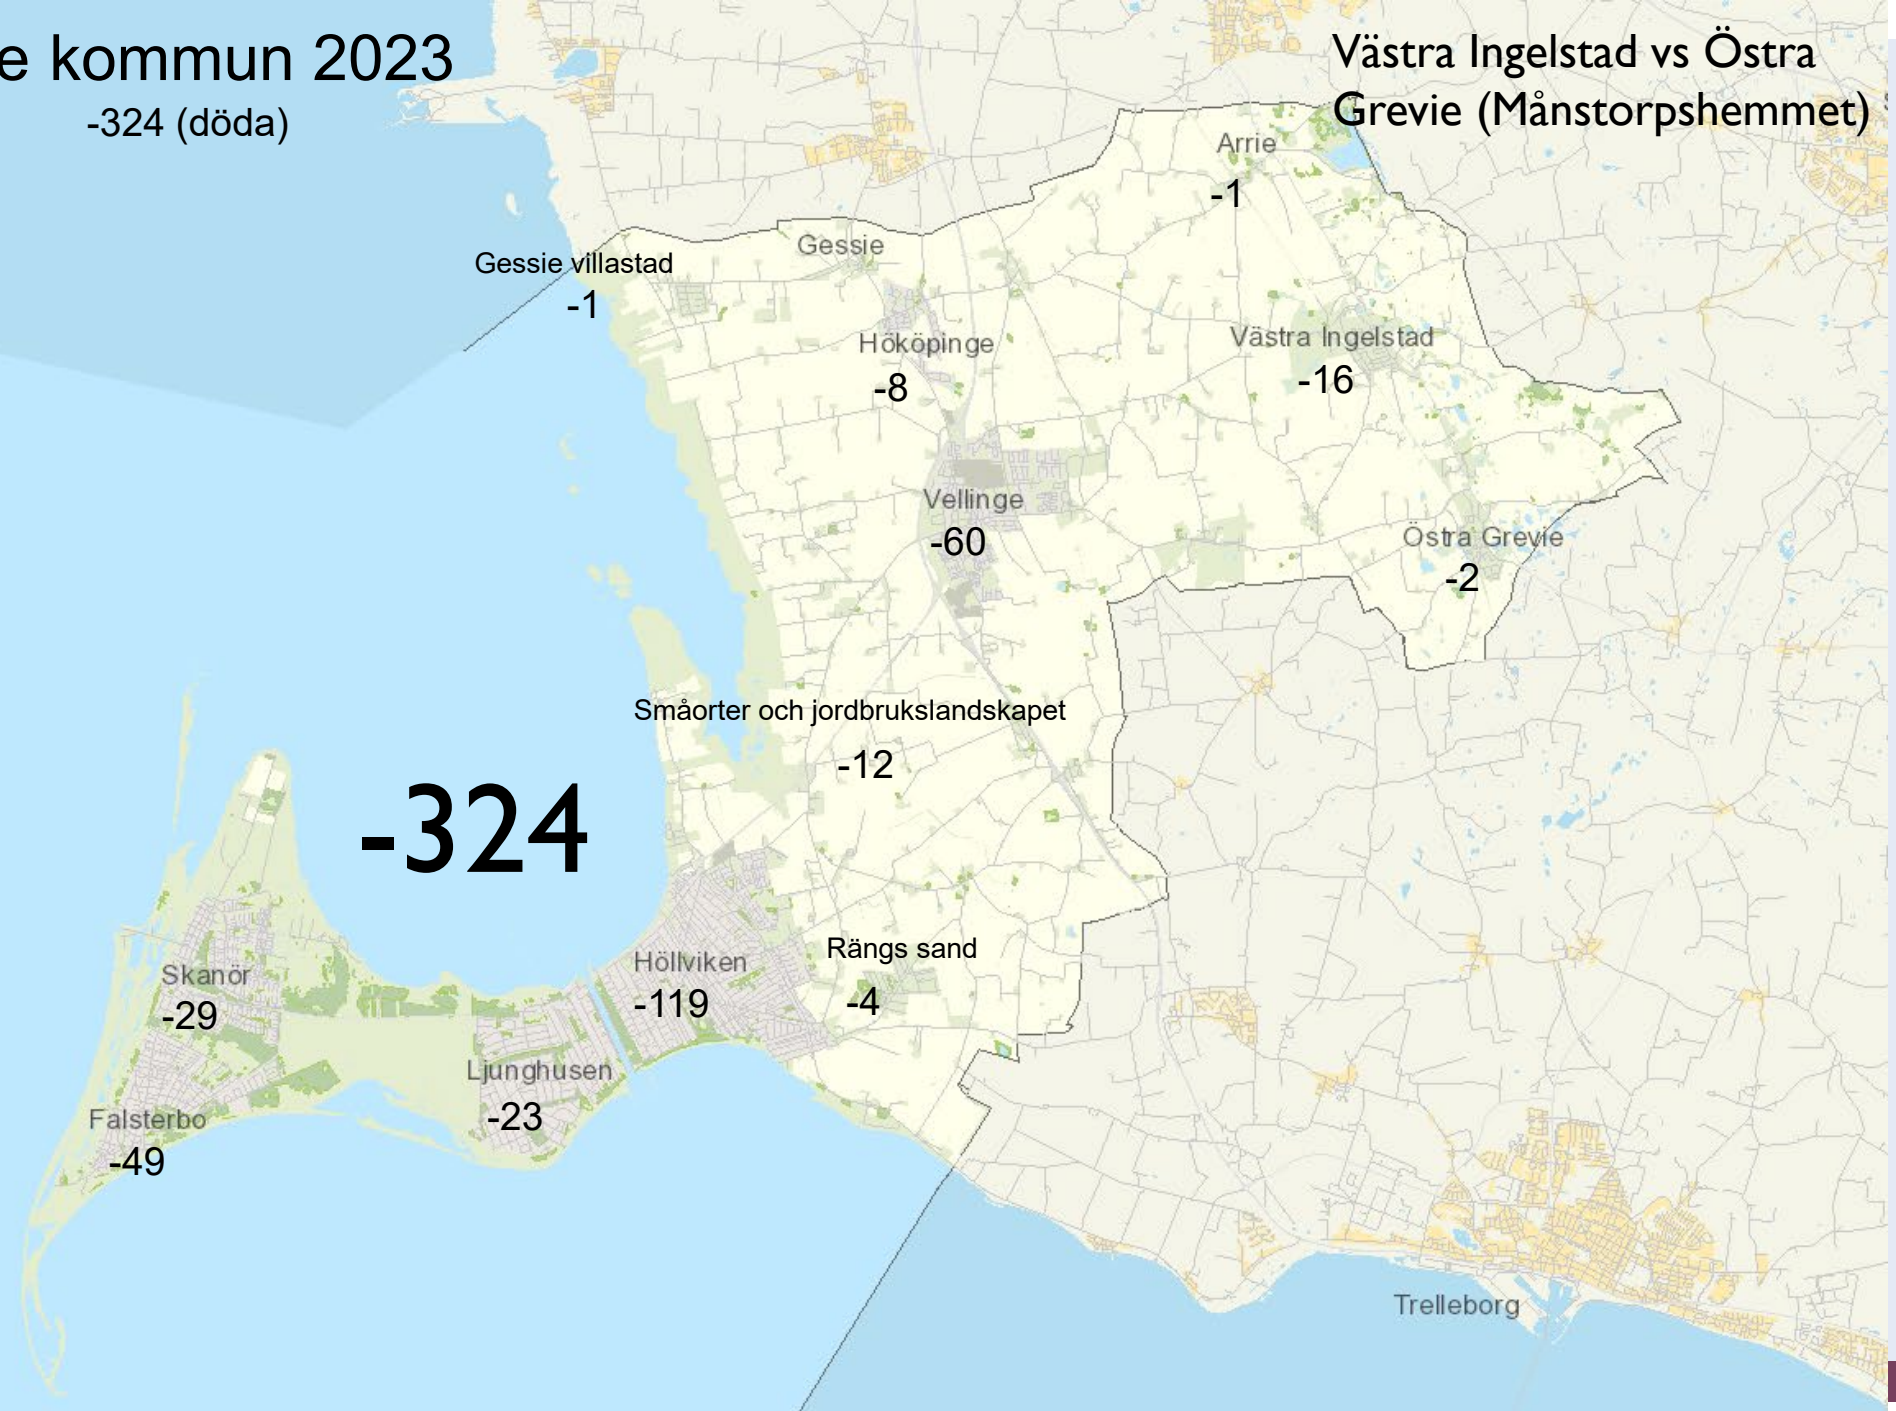 e kommun 2023
-324 (döda)
Västra Ingelstad vs Östra
Grevie (Månstorpshemmet)
Arrie
-1
Gessie
Gessie villastad
-1
Hököpinge
-8
Västra Ingelstad
-16
Vellinge
-60
Östra Grevie
-2
Småorter och jordbrukslandskapet
-12
-324
Rängs sand
-4
Höllviken
-119
Skanör
-29
Ljunghusen
-23
Falsterbo
-49
Trelleborg